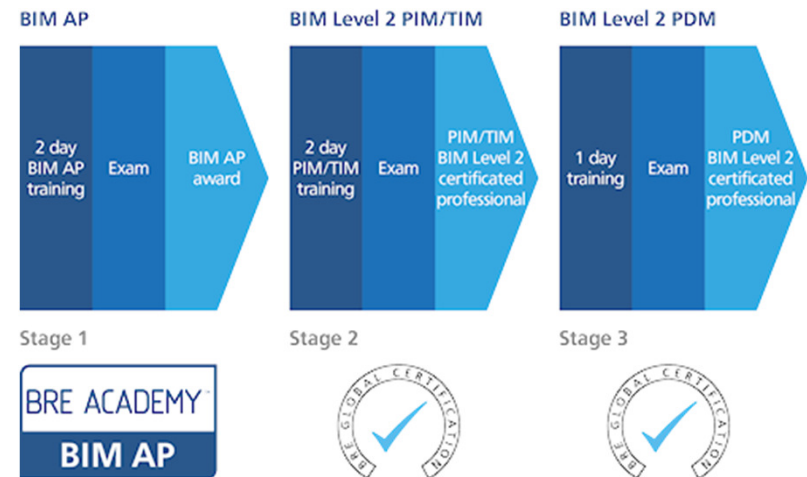 BIM AP
BIM Level 2 PIM/TIM
BIM Level 2 PDM
2 day
BIM AP
training
Exam
BIM AP
award
2 day
PIM/TIM
training
Exam
PIM/TIM
BIM Level 2
certificated
professional
1 day
training
Exam
PDM
BIM Level 2
certificated
professional
Stage 1
Stage 2
Stage 3
BRE ACADEMY™
BIM AP
BRE GLOBAL CERTIFICATION
BRE GLOBAL CERTIFICATION